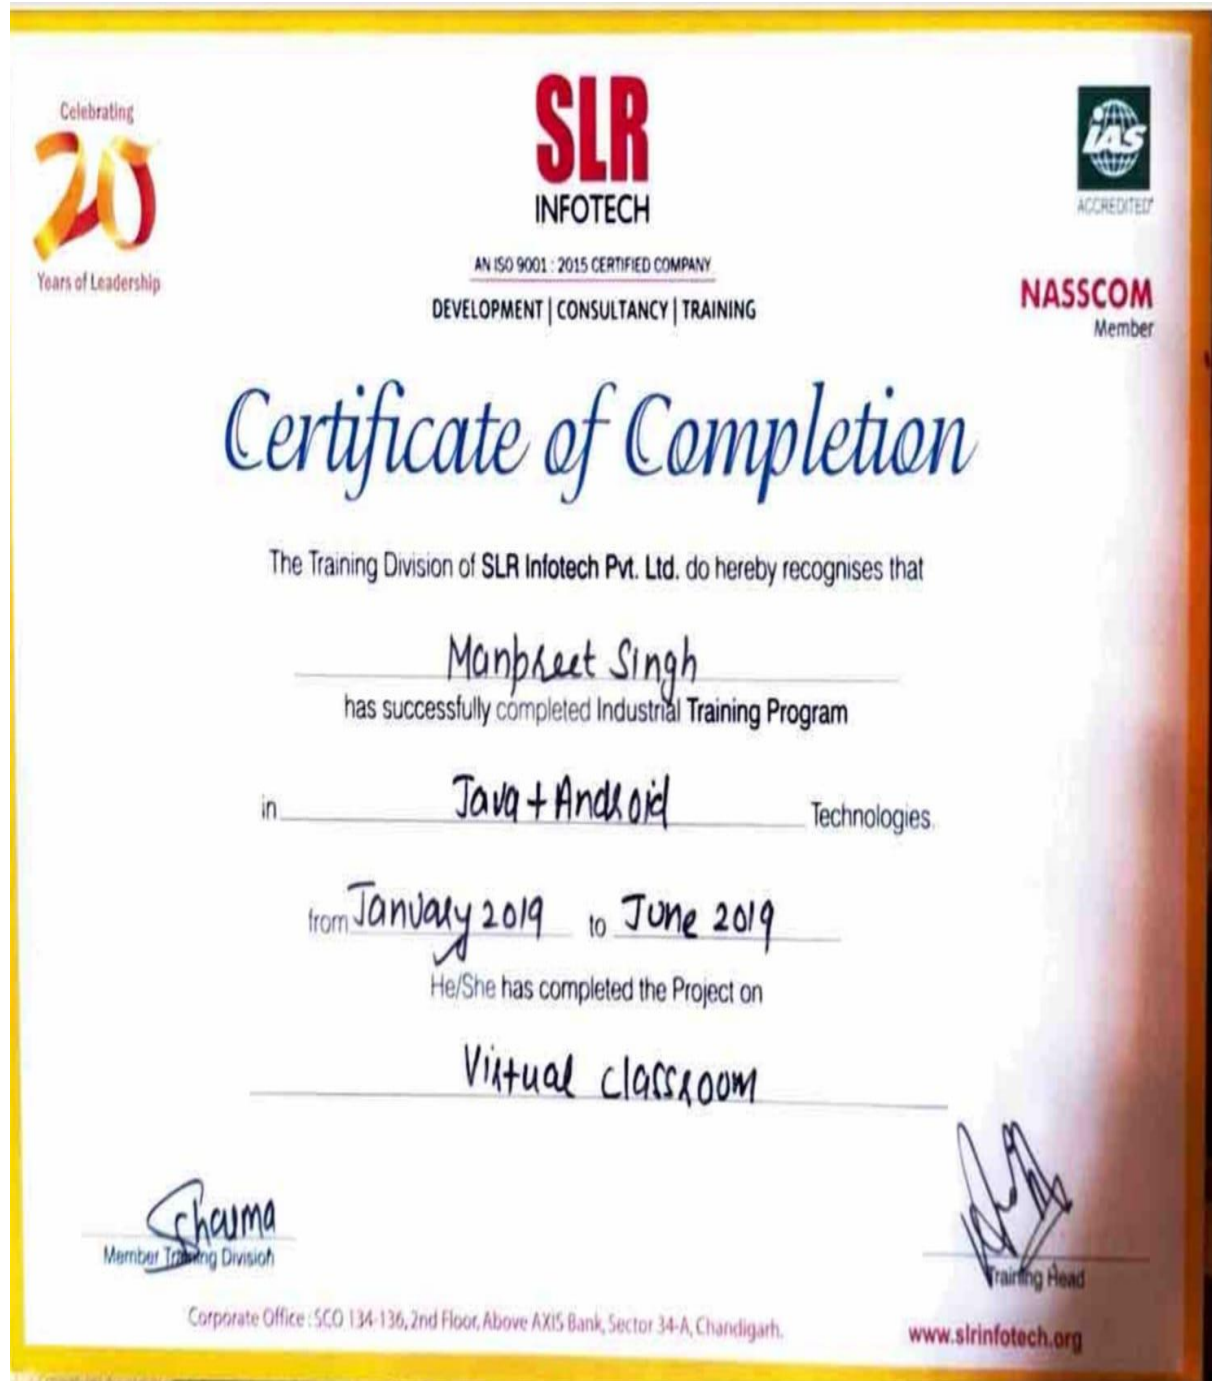 Celebrating
20
Years of Leadership
SLR
INFOTECH
AN ISO 9001 : 2015 CERTIFIED COMPANY
DEVELOPMENT | CONSULTANCY | TRAINING
IAS
ACCREDITED
NASSCOM
Member
Certificate of Completion
The Training Division of SLR Infotech Pvt. Ltd. do hereby recognises that
Manpreet Singh
has successfully completed Industrial Training Program
in Java + Android Technologies.
from January 2019 to June 2019
He/She has completed the Project on
Virtual classroom
Sharma
Member Training Division
Training Head
Corporate Office : SCO 134-136, 2nd Floor, Above AXIS Bank, Sector 34-A, Chandigarh.
www.slrinfotech.org